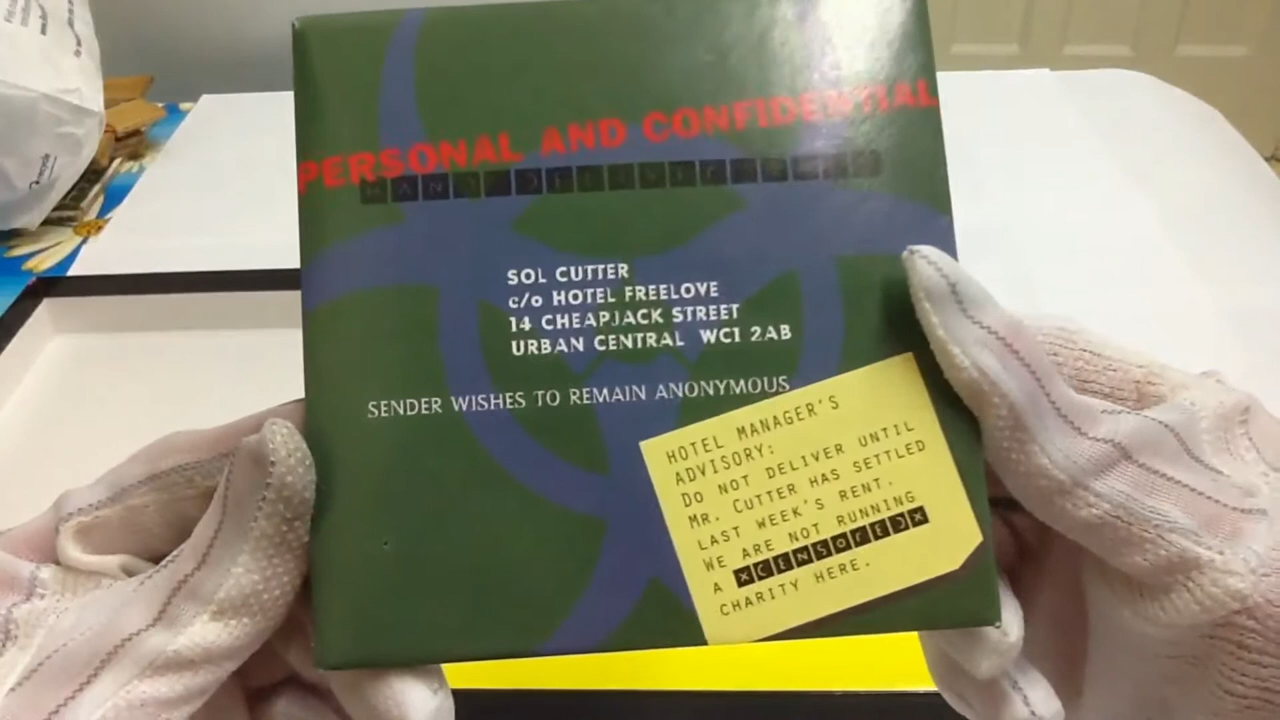 PERSONAL AND CONFIDENTIAL
SOL CUTTER
c/o HOTEL FREELOVE
14 CHEAPJACK STREET
URBAN CENTRAL WC1 2AB
SENDER WISHES TO REMAIN ANONYMOUS
HOTEL MANAGER'S
ADVISORY:
DO NOT DELIVER UNTIL
MR. CUTTER HAS SETTLED
LAST WEEK'S RENT.
WE ARE NOT RUNNING
A XCENSOREDX
CHARITY HERE.